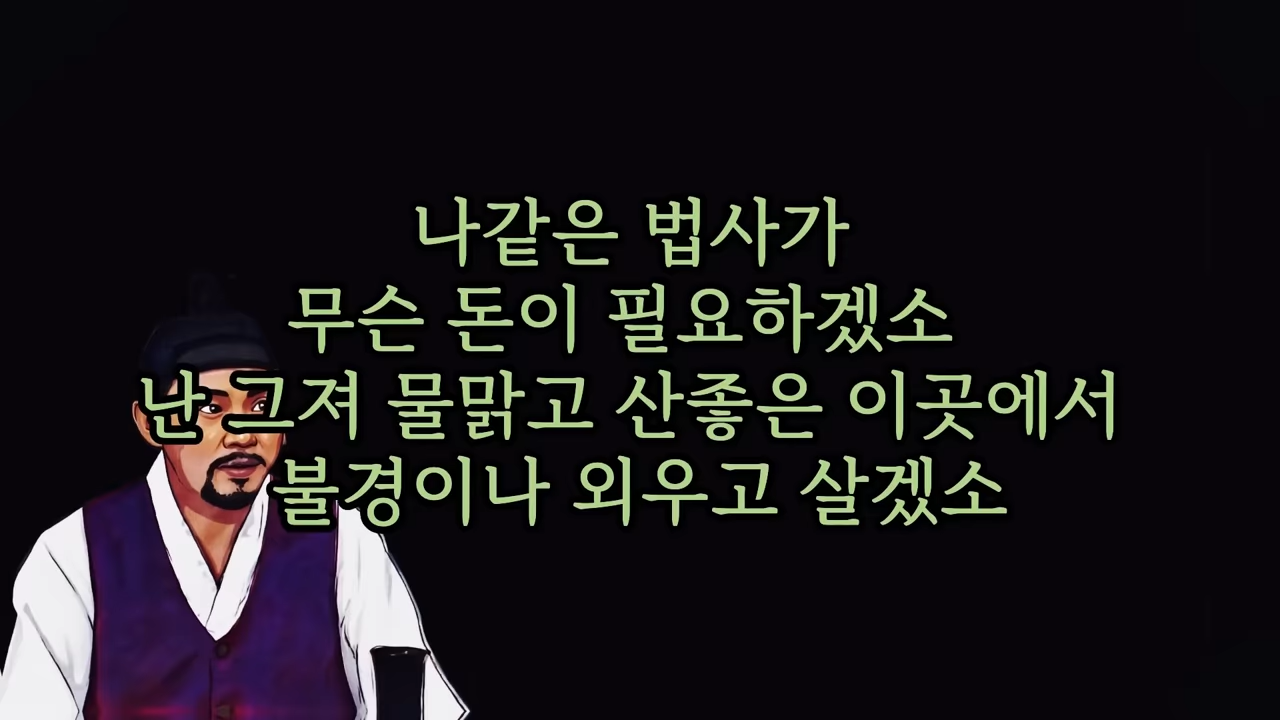 나같은 법사가
무슨 돈이 필요하겠소
난 그져 물맑고 산좋은 이곳에서
불경이나 외우고 살겠소